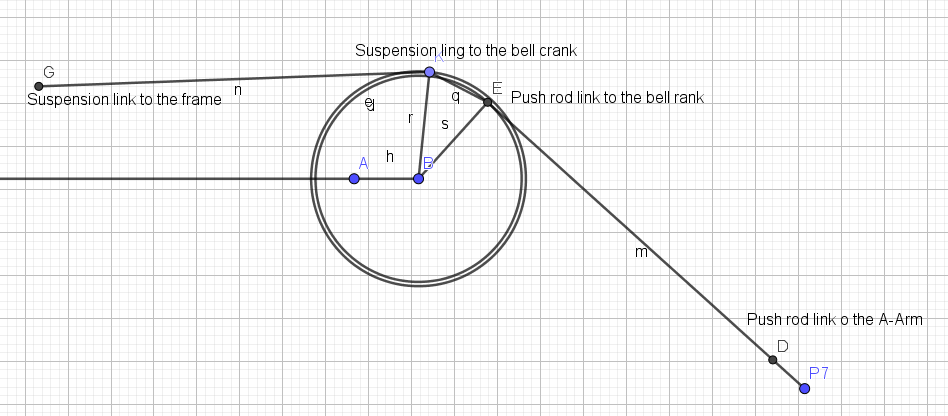 Suspension ling to the bell crank
K
G
E
Push rod link to the bell rank
n
Suspension link to the frame
q
r
s
h
A
B
m
Push rod link o the A-Arm
D
P7